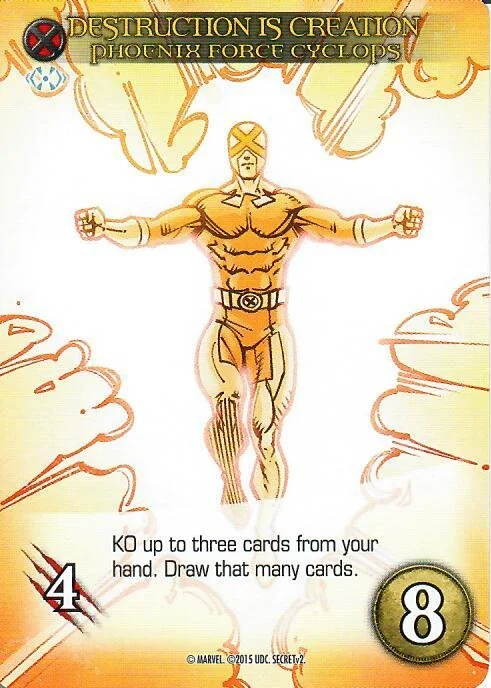 DESTRUCTION IS CREATION
PHOENIX FORCE CYCLOPS
KO up to three cards from your
hand. Draw that many cards.
4
8
© MARVEL. ©2015 UDC. SECRETv2.